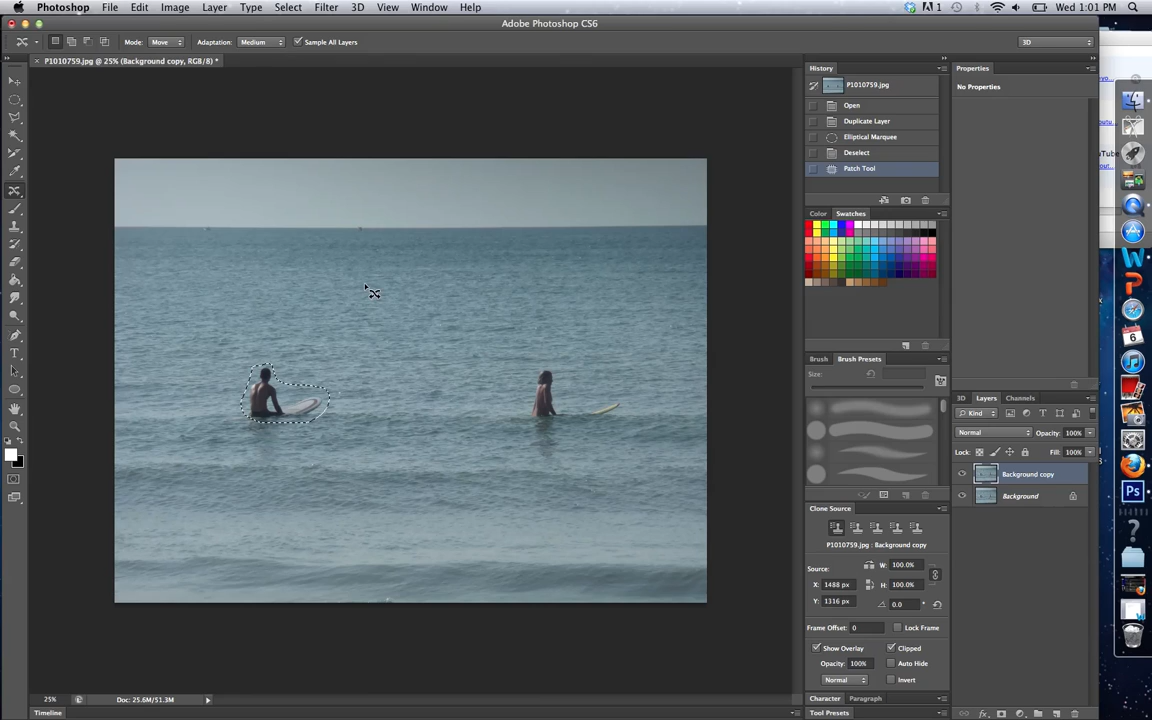 Photoshop File Edit Image Layer Type Select Filter 3D View Window Help 1 Wed 1:01 PM
Adobe Photoshop CS6
Mode: Move Adaptation: Medium Sample All Layers 3D
× P1010759.jpg @ 25% (Background copy, RGB/8) *
History
P1010759.jpg
Open
Duplicate Layer
Elliptical Marquee
Deselect
Patch Tool
Properties
No Properties
Color Swatches
Brush Brush Presets
Size:
3D Layers Channels
Kind
Normal Opacity: 100%
Lock: Fill: 100%
Background copy
Background
Clone Source
P1010759.jpg : Background copy
Source: W: 100.0%
X: 1488 px H: 100.0%
Y: 1316 px 0.0 °
Frame Offset: 0 Lock Frame
Show Overlay Clipped
Opacity: 100% Auto Hide
Normal Invert
Character Paragraph
Tool Presets
25% Doc: 25.6M/51.3M
Timeline
6
Ps